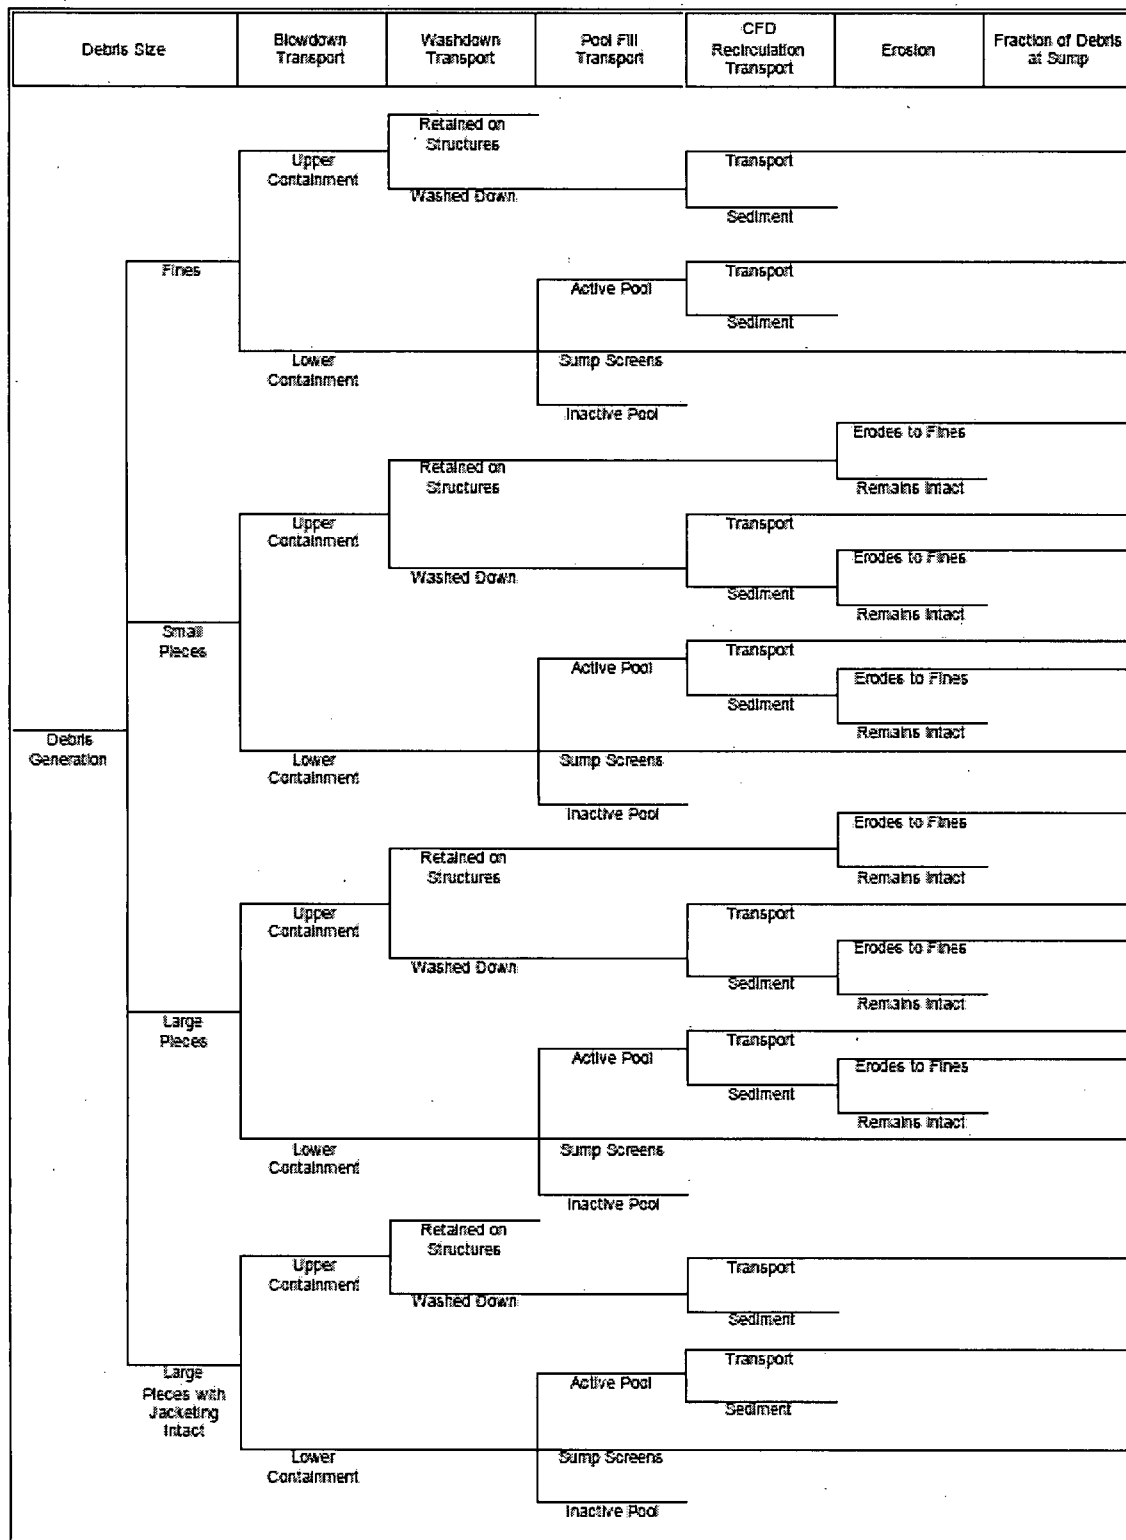 Debris Size
Blowdown
Transport
Washdown
Transport
Pool Fill
Transport
CFD
Recirculation
Transport
Erosion
Fraction of Debris
at Sump
Retained on
Structures
Upper
Containment
Transport
Washed Down
Sediment
Fines
Transport
Active Pool
Sediment
Lower
Containment
Sump Screens
Inactive Pool
Erodes to Fines
Retained on
Structures
Remains Intact
Upper
Containment
Transport
Erodes to Fines
Washed Down
Sediment
Remains Intact
Small
Pieces
Transport
Active Pool
Erodes to Fines
Sediment
Remains Intact
Debris
Generation
Lower
Containment
Sump Screens
Inactive Pool
Erodes to Fines
Retained on
Structures
Remains Intact
Upper
Containment
Transport
Erodes to Fines
Washed Down
Sediment
Remains Intact
Large
Pieces
Transport
Active Pool
Erodes to Fines
Sediment
Remains Intact
Lower
Containment
Sump Screens
Inactive Pool
Retained on
Structures
Upper
Containment
Transport
Washed Down
Sediment
Large
Pieces with
Jacketing
Intact
Transport
Active Pool
Sediment
Lower
Containment
Sump Screens
Inactive Pool